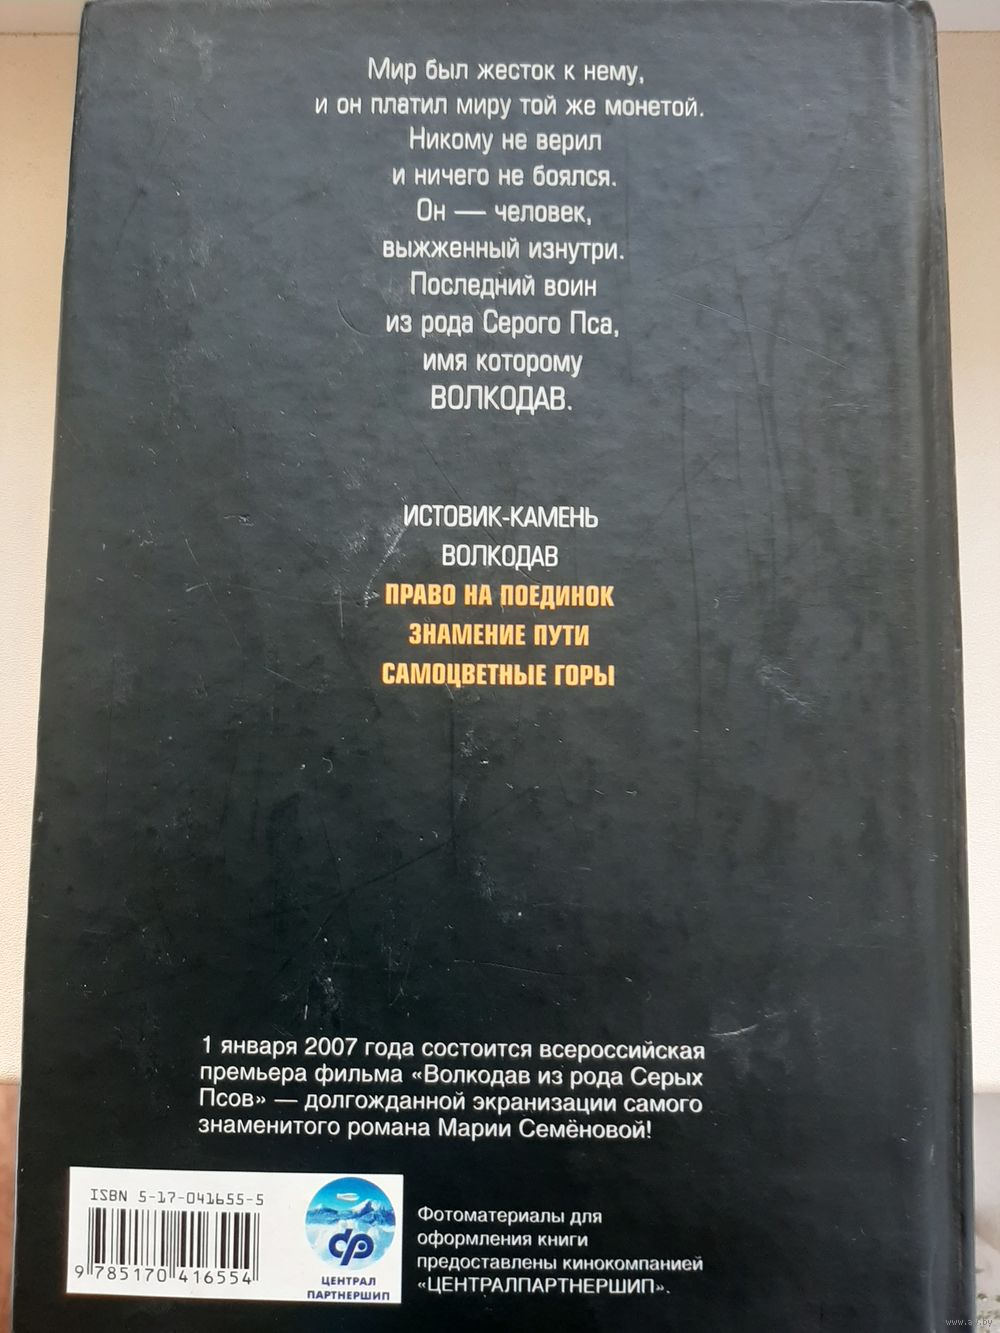 Мир был жесток к нему,
и он платил миру той же монетой.
Никому не верил
и ничего не боялся.
Он — человек,
выжженный изнутри.
Последний воин
из рода Серого Пса,
имя которому
ВОЛКОДАВ.
ИСТОВИК-КАМЕНЬ
ВОЛКОДАВ
ПРАВО НА ПОЕДИНОК
ЗНАМЕНИЕ ПУТИ
САМОЦВЕТНЫЕ ГОРЫ
1 января 2007 года состоится всероссийская
премьера фильма «Волкодав из рода Серых
Псов» — долгожданной экранизации самого
знаменитого романа Марии Семёновой!
ISBN 5-17-041655-5
9 785170 416554
ср
ЦЕНТРАЛ
ПАРТНЕРШИП
Фотоматериалы для
оформления книги
предоставлены кинокомпанией
«ЦЕНТРАЛПАРТНЕРШИП».